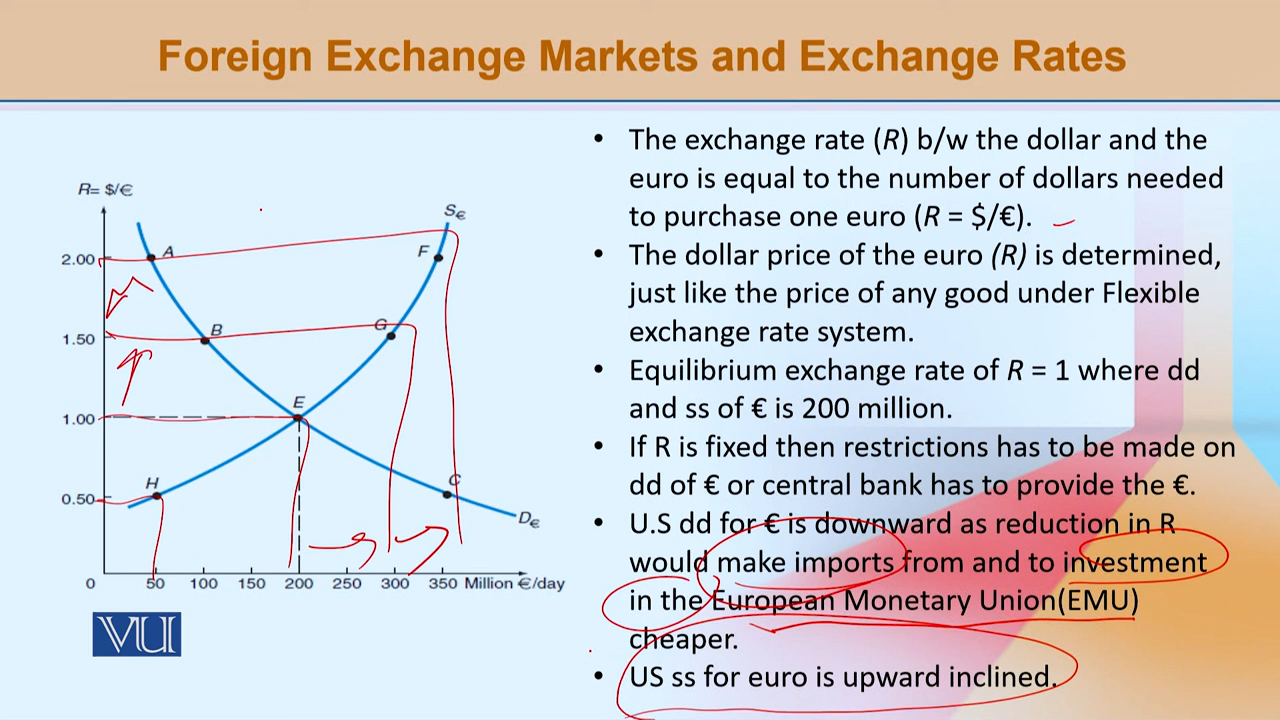 Foreign Exchange Markets and Exchange Rates
R= $/€
S€
A
F
2.00
B
G
1.50
E
1.00
H
C
0.50
D€
0 50 100 150 200 250 300 350 Million €/day
VU
• The exchange rate (R) b/w the dollar and the
euro is equal to the number of dollars needed
to purchase one euro (R = $/€).
• The dollar price of the euro (R) is determined,
just like the price of any good under Flexible
exchange rate system.
• Equilibrium exchange rate of R = 1 where dd
and ss of € is 200 million.
• If R is fixed then restrictions has to be made on
dd of € or central bank has to provide the €.
• U.S dd for € is downward as reduction in R
would make imports from and to investment
in the European Monetary Union(EMU)
cheaper.
• US ss for euro is upward inclined.